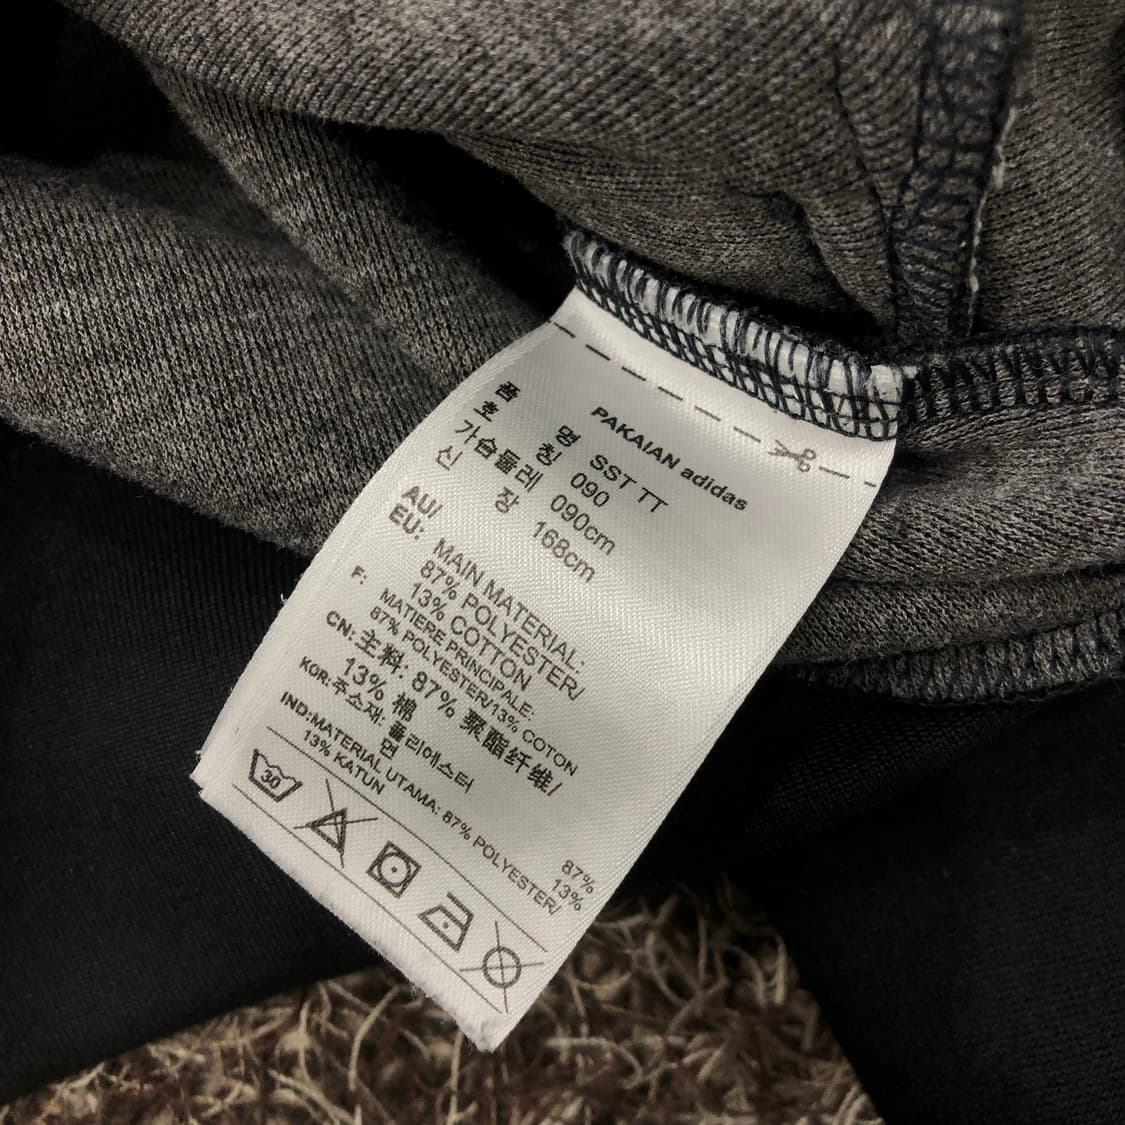 PAKAIAN adidas
품 명 SST TT
호 칭 090
가슴둘레 090cm
신 장 168cm
AU/
EU: MAIN MATERIAL:
87% POLYESTER/
13% COTTON
F: MATIERE PRINCIPALE:
87% POLYESTER/13% COTON
CN: 主料: 87% 聚酯纤维/
13% 棉
KOR: 주소재: 폴리에스터 87%
면 13%
IND:MATERIAL UTAMA: 87% POLYESTER/
13% KATUN
30